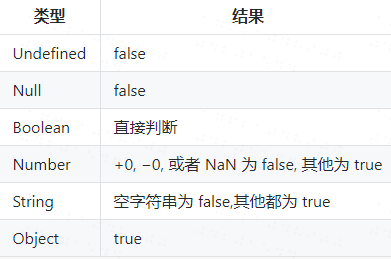 类型 结果
Undefined false
Null false
Boolean 直接判断
Number +0, −0, 或者 NaN 为 false, 其他为 true
String 空字符串为 false,其他都为 true
Object true